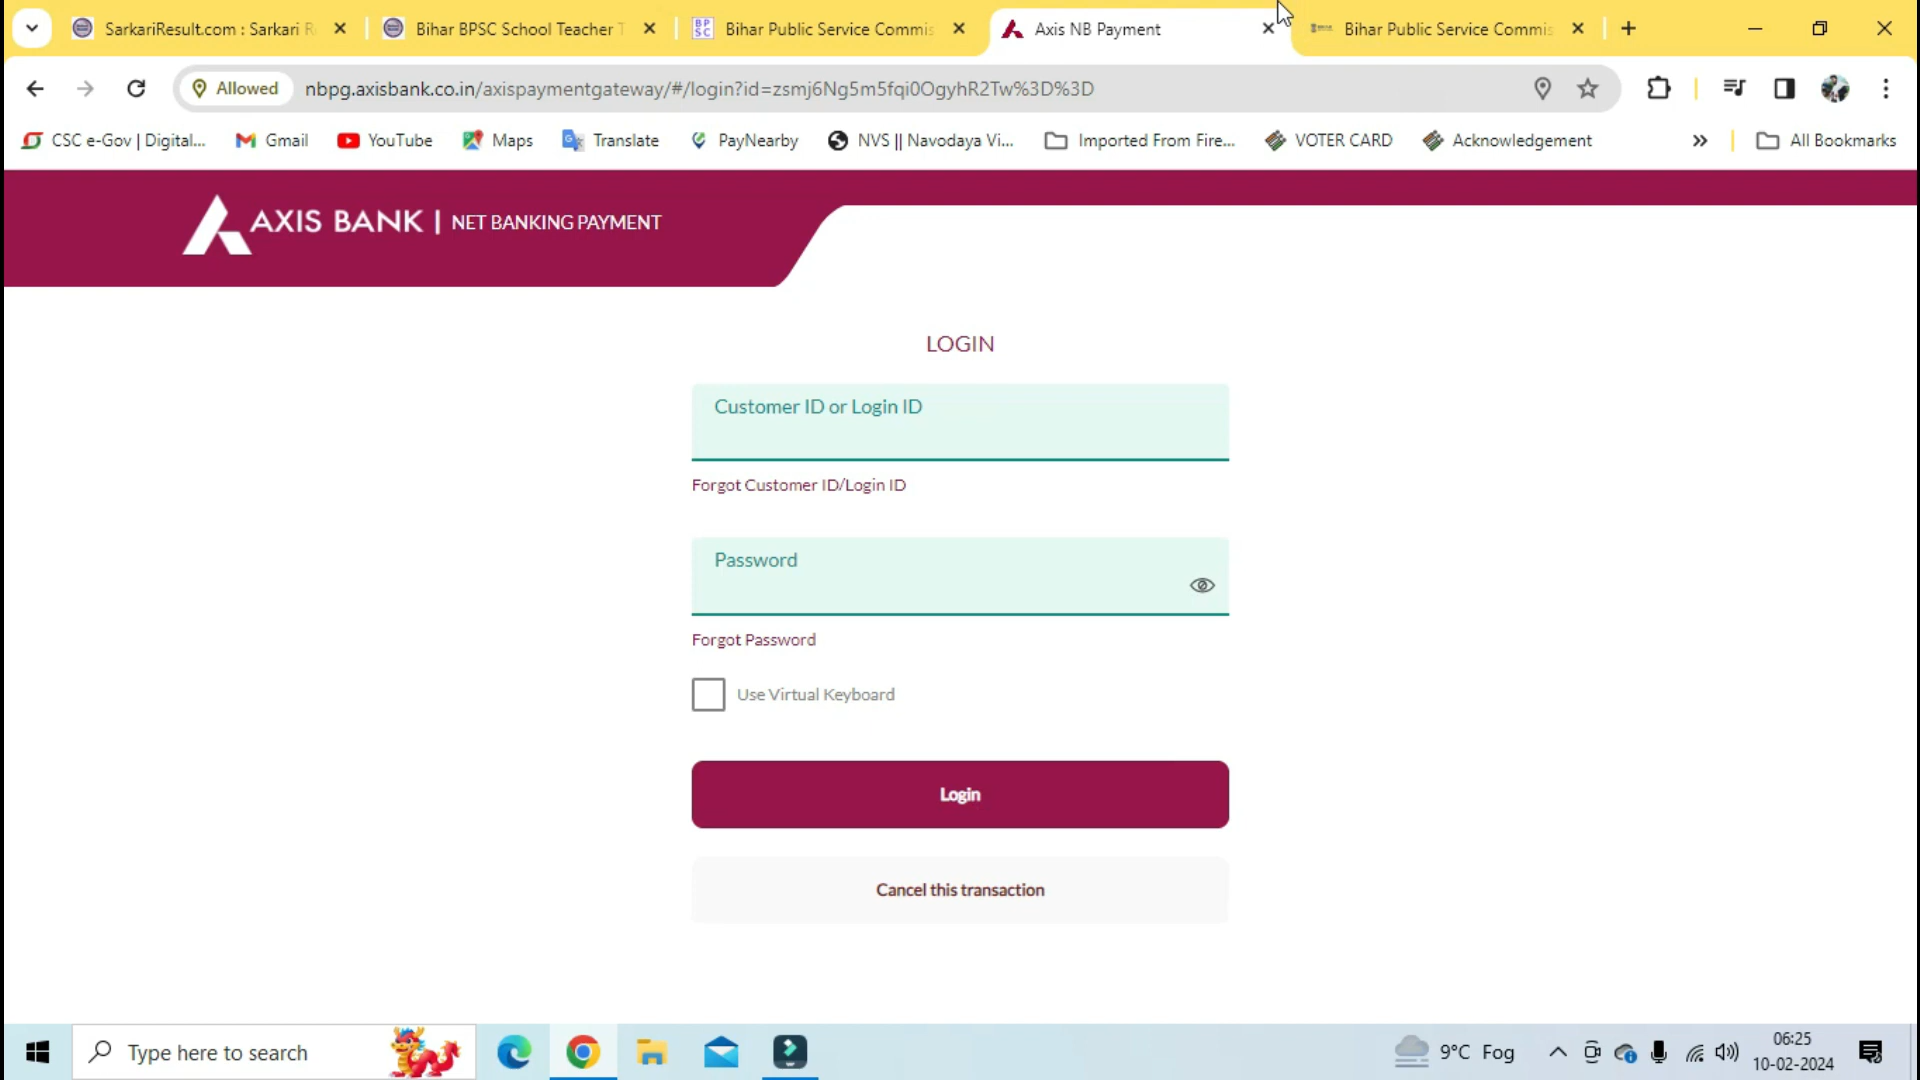 SarkariResult.com : Sarkari R
Bihar BPSC School Teacher T
BPSC
Bihar Public Service Commis
Axis NB Payment
Bihar Public Service Commis
Allowed
nbpg.axisbank.co.in/axispaymentgateway/#/login?id=zsmj6Ng5m5fqi0OgyhR2Tw%3D%3D
CSC e-Gov | Digital...
Gmail
YouTube
Maps
Translate
PayNearby
NVS || Navodaya Vi...
Imported From Fire...
VOTER CARD
Acknowledgement
All Bookmarks
AXIS BANK | NET BANKING PAYMENT
LOGIN
Customer ID or Login ID
Forgot Customer ID/Login ID
Password
Forgot Password
Use Virtual Keyboard
Login
Cancel this transaction
Type here to search
9°C Fog
06:25
10-02-2024